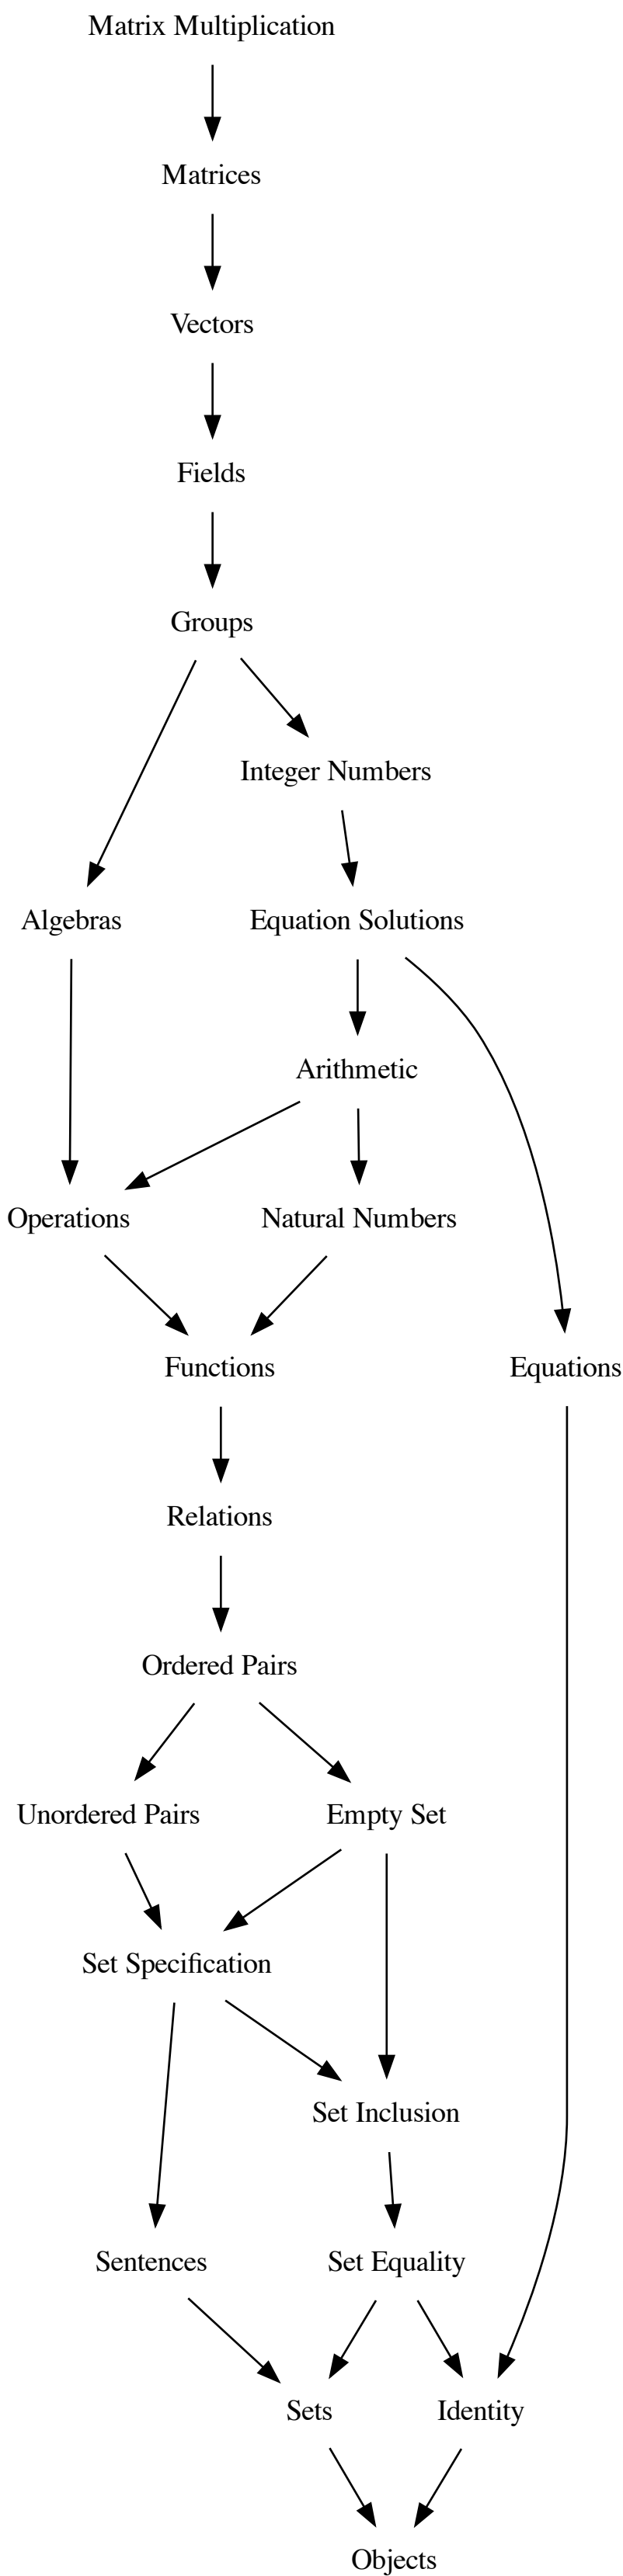 Matrix Multiplication
Matrices
Vectors
Fields
Groups
Integer Numbers
Algebras
Equation Solutions
Arithmetic
Operations
Natural Numbers
Functions
Equations
Relations
Ordered Pairs
Unordered Pairs
Empty Set
Set Specification
Set Inclusion
Sentences
Set Equality
Sets
Identity
Objects